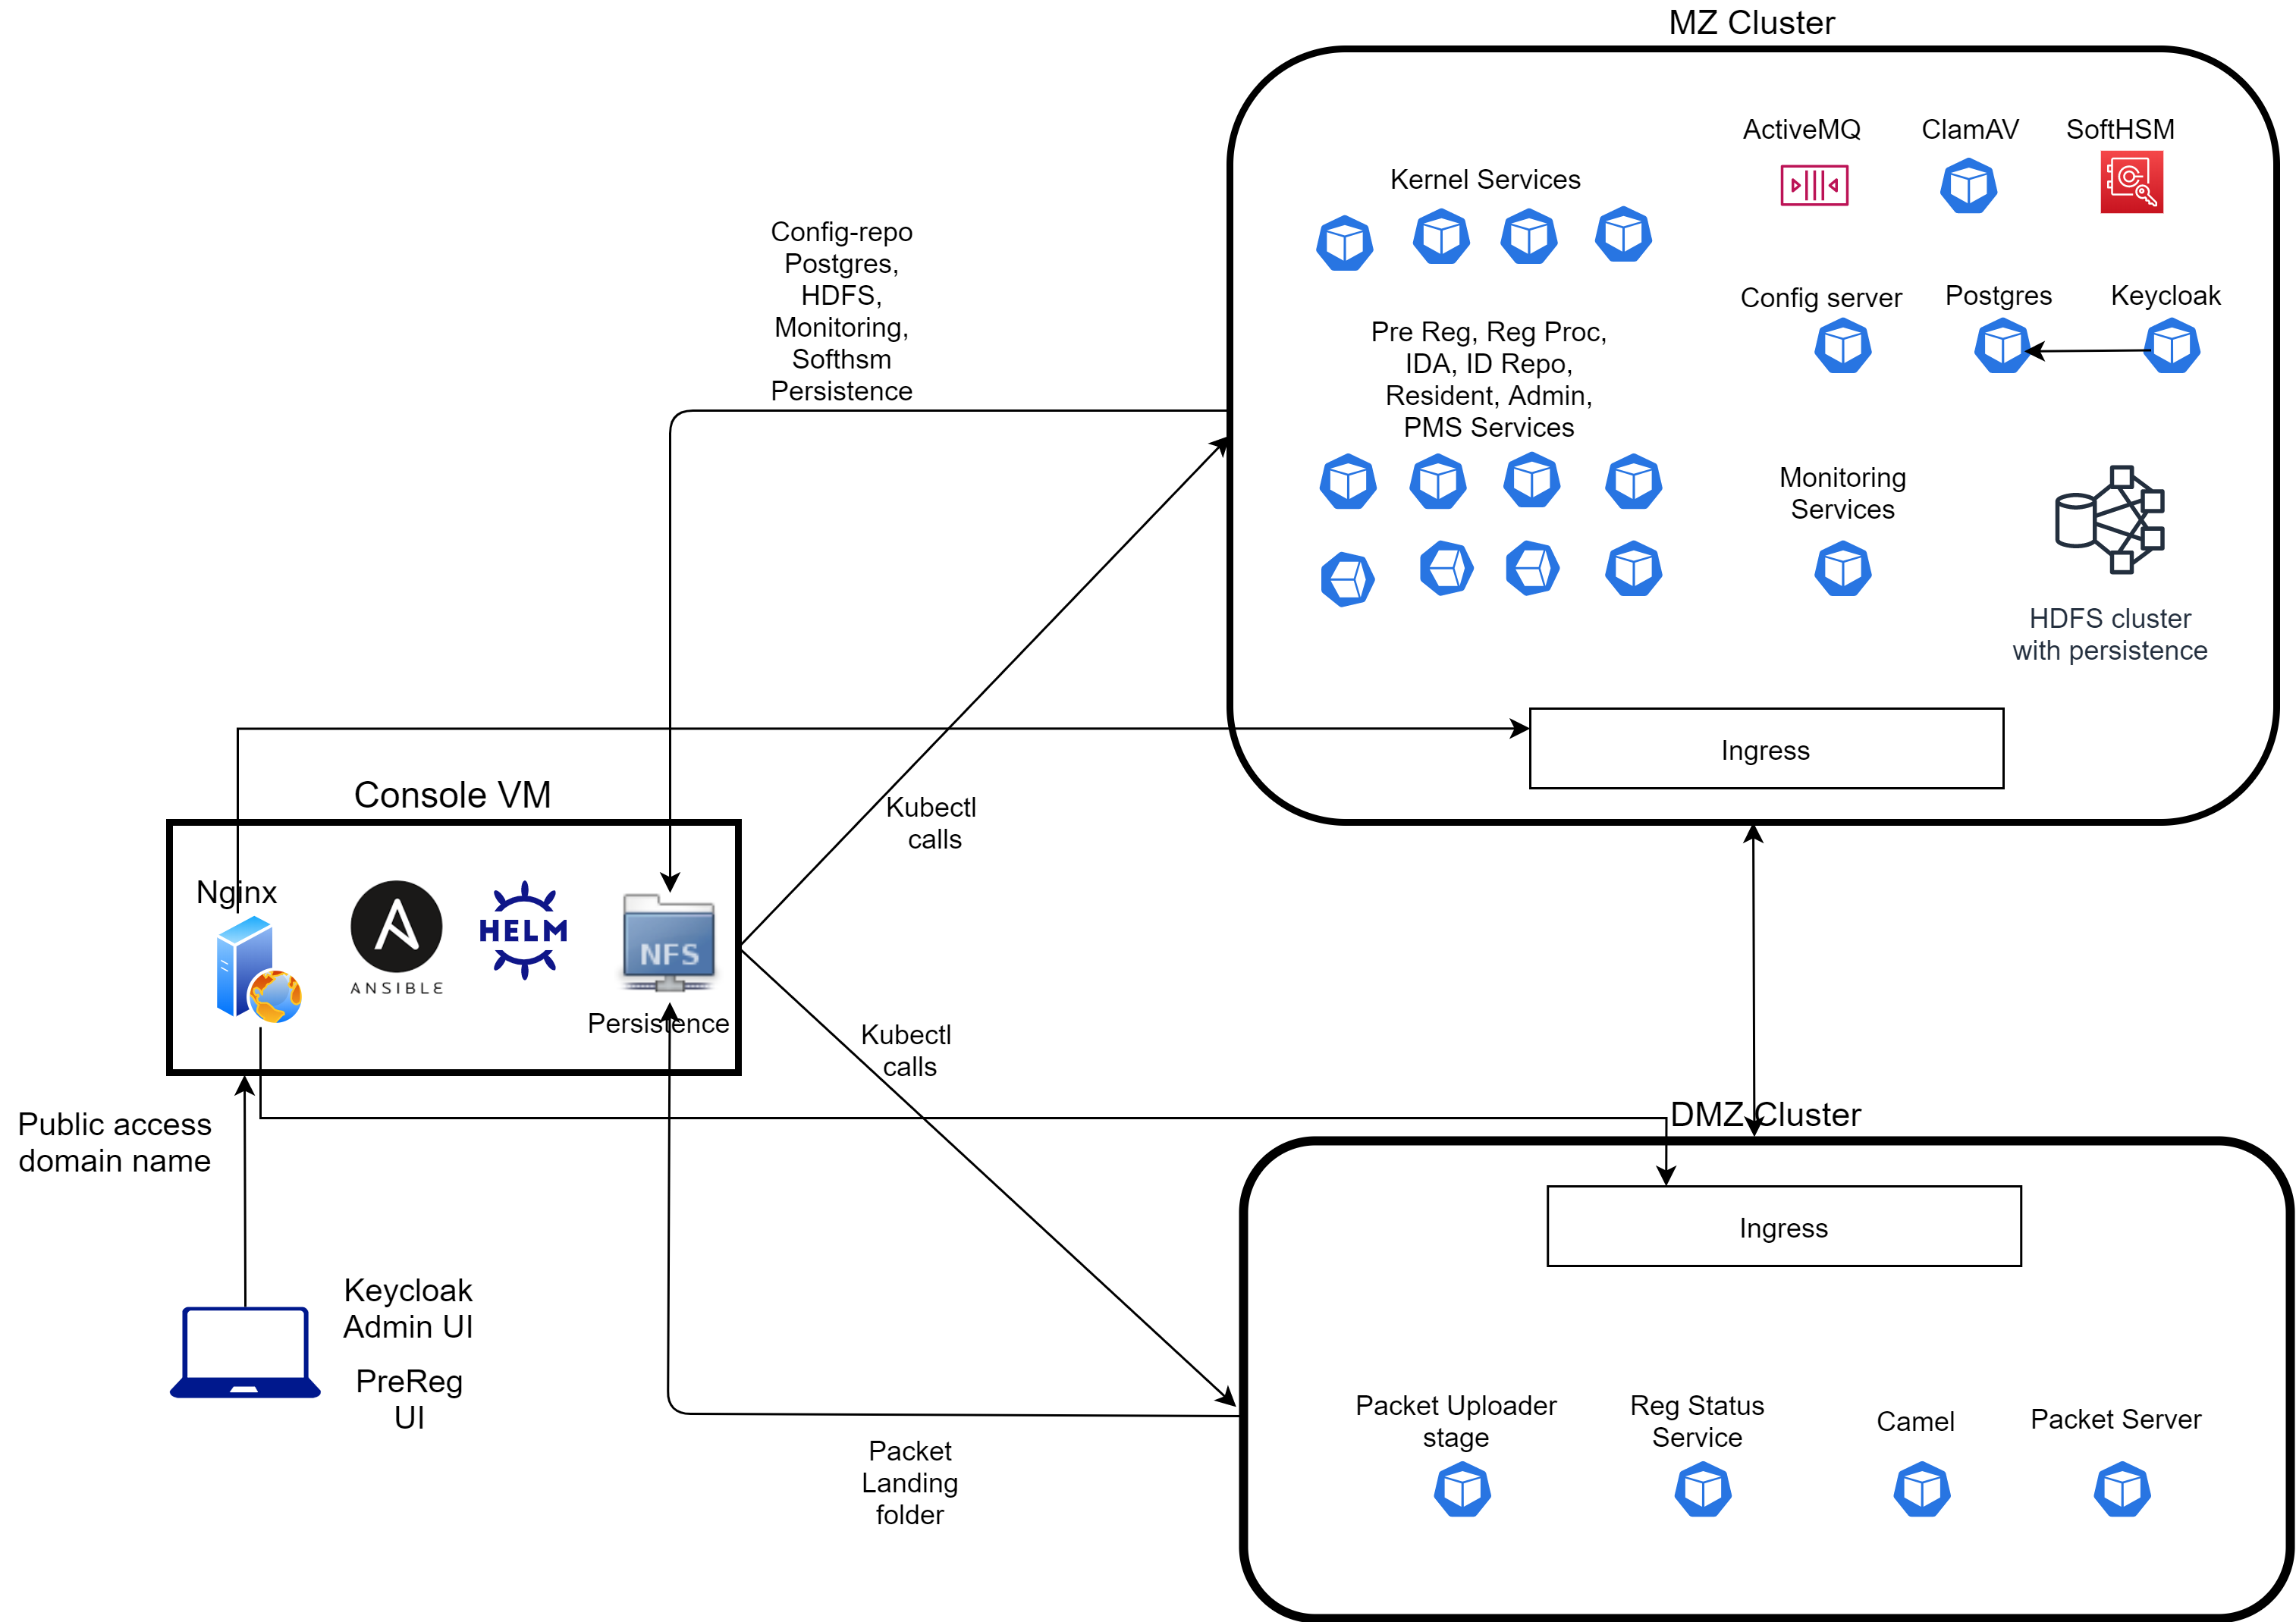 MZ Cluster
ActiveMQ
ClamAV
SoftHSM
Kernel Services
Config-repo
Postgres,
HDFS,
Monitoring,
Softhsm
Persistence
Config server
Postgres
Keycloak
Pre Reg, Reg Proc,
IDA, ID Repo,
Resident, Admin,
PMS Services
Monitoring
Services
HDFS cluster
with persistence
Ingress
Console VM
Kubectl
calls
Nginx
ANSIBLE
HELM
NFS
Persistence
Kubectl
calls
Public access
domain name
DMZ Cluster
Ingress
Keycloak
Admin UI
PreReg
UI
Packet
Landing
folder
Packet Uploader
stage
Reg Status
Service
Camel
Packet Server